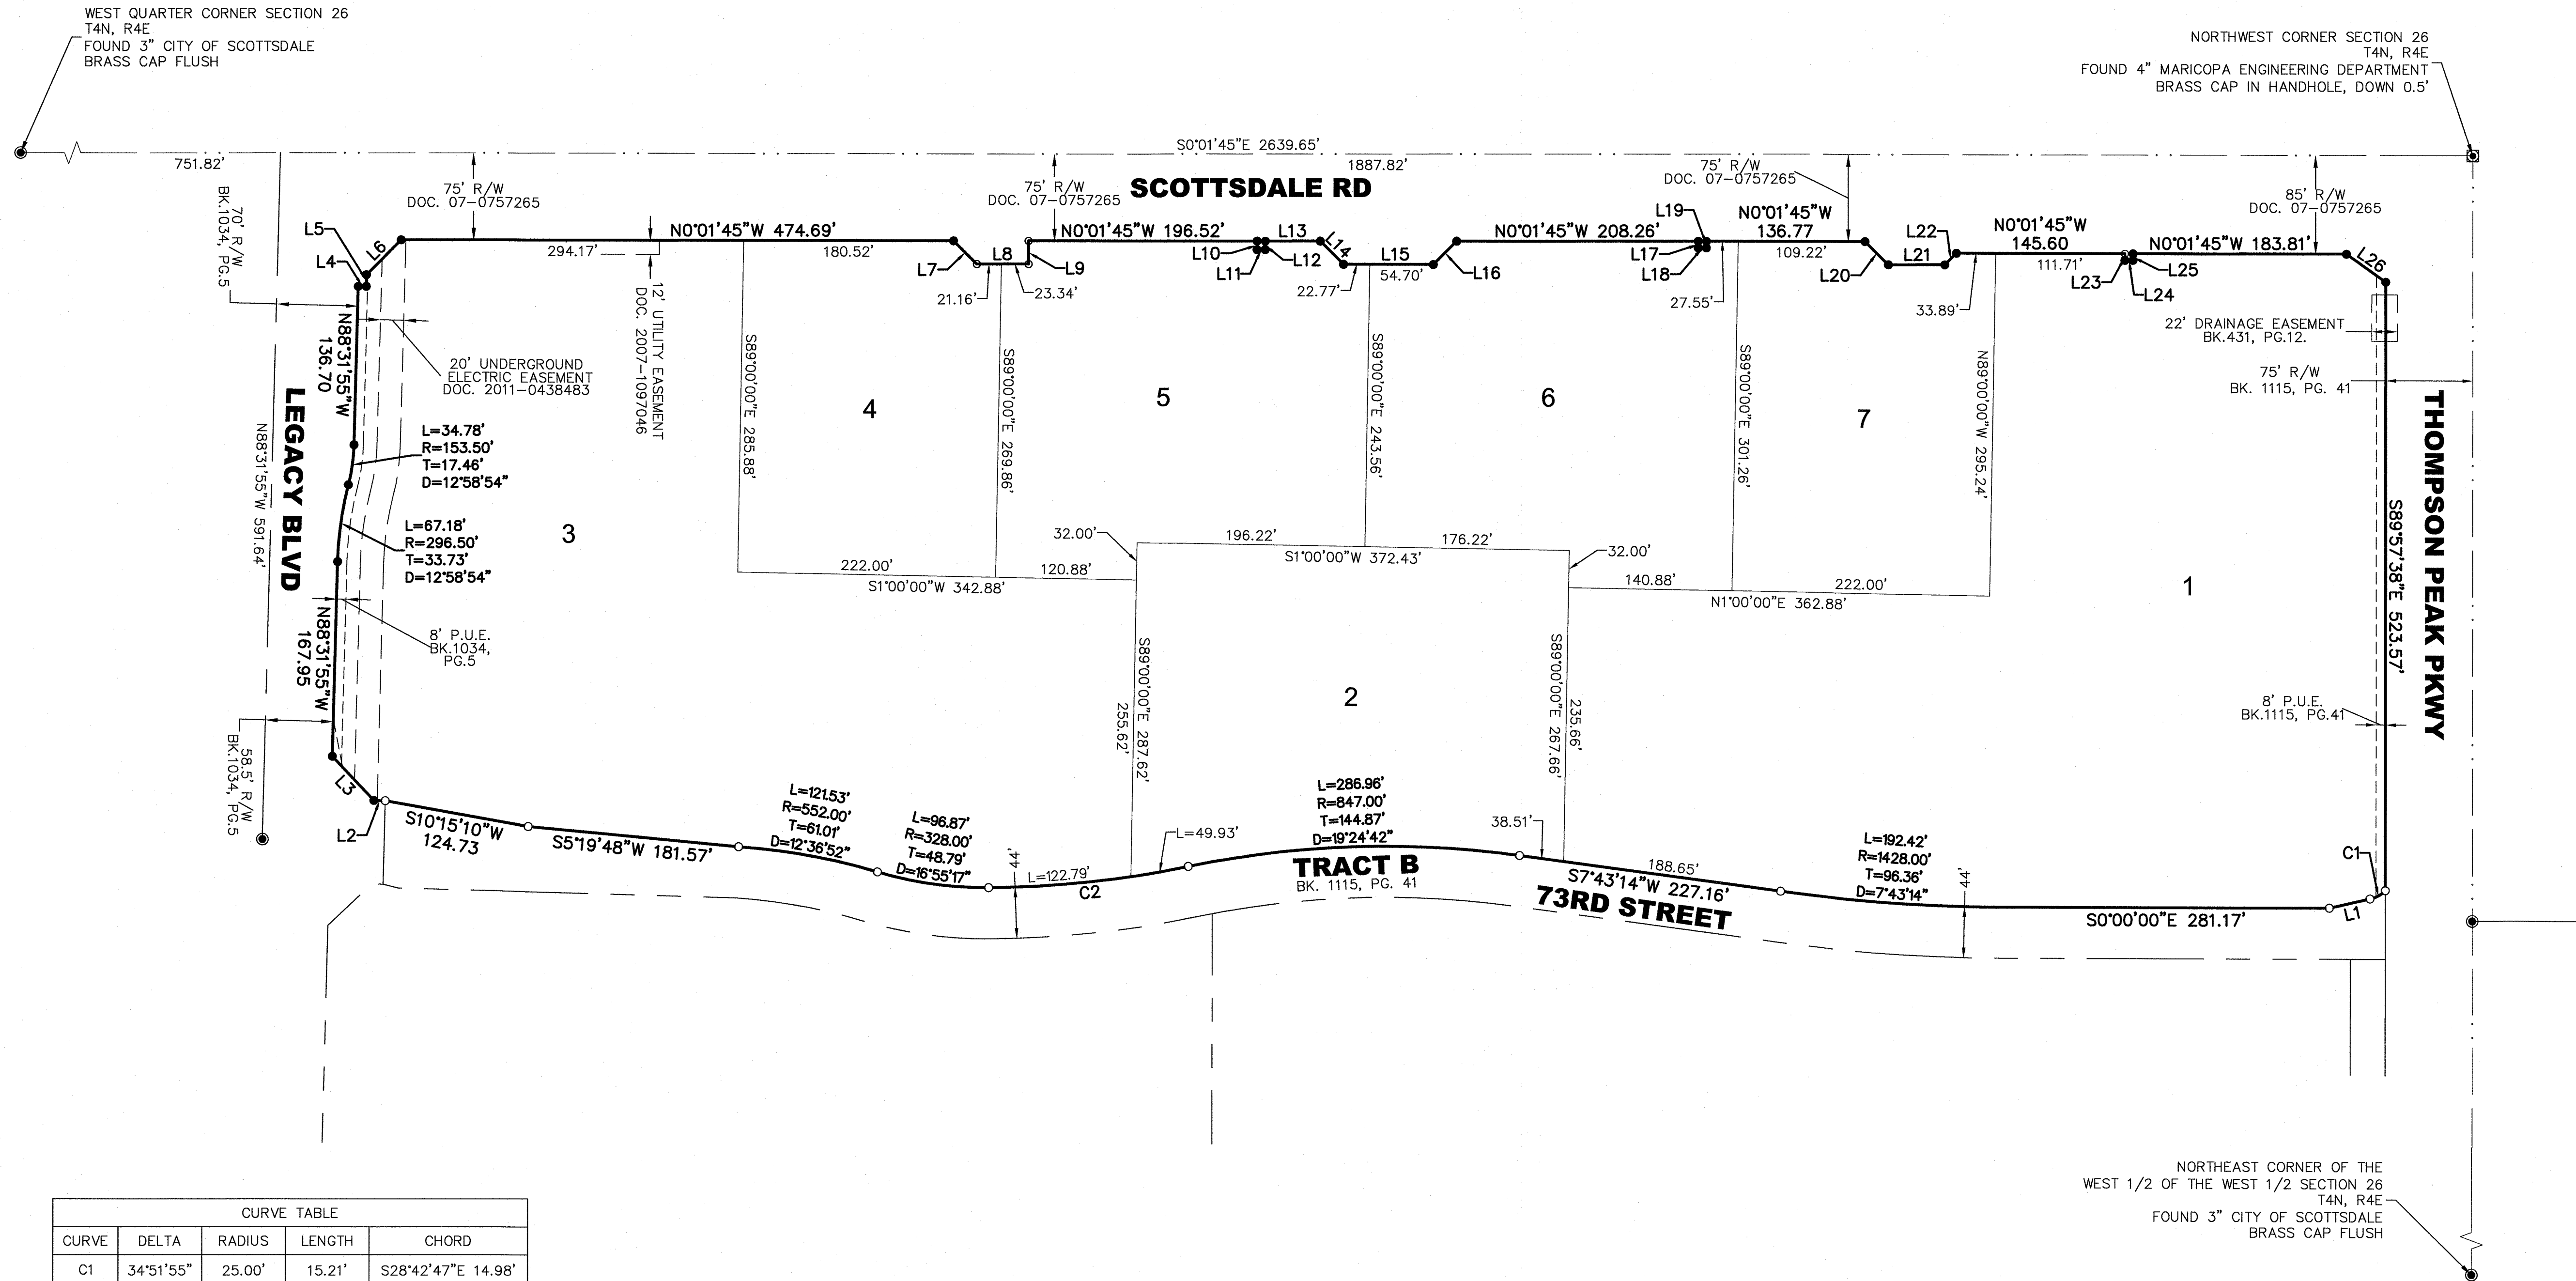 WEST QUARTER CORNER SECTION 26
T4N, R4E
FOUND 3" CITY OF SCOTTSDALE
BRASS CAP FLUSH
NORTHWEST CORNER SECTION 26
T4N, R4E
FOUND 4" MARICOPA ENGINEERING DEPARTMENT
BRASS CAP IN HANDHOLE, DOWN 0.5'
S0°01'45"E 2639.65'
751.82'
1887.82'
SCOTTSDALE RD
75' R/W
DOC. 07-0757265
75' R/W
DOC. 07-0757265
75' R/W
DOC. 07-0757265
85' R/W
DOC. 07-0757265
70' R/W
BK.1034, PG.5
L5
L4
L6
N0°01'45"W 474.69'
294.17'
180.52'
L7
L8
L9
21.16'
23.34'
N0°01'45"W 196.52'
L10
L11
L12
L13
L14
22.77'
L15
54.70'
L16
N0°01'45"W 208.26'
L19
L17
L18
27.55'
N0°01'45"W
136.77
109.22'
L20
L21
L22
33.89'
N0°01'45"W
145.60
111.71'
L23
L24
L25
N0°01'45"W 183.81'
L26
22' DRAINAGE EASEMENT
BK.431, PG.12.
75' R/W
BK. 1115, PG. 41
THOMPSON PEAK PKWY
S89°57'38"E 523.57'
8' P.U.E.
BK.1115, PG.41
LEGACY BLVD
N88°31'55"W 591.64'
N88°31'55"W
136.70
20' UNDERGROUND
ELECTRIC EASEMENT
DOC. 2011-0438483
12' UTILITY EASEMENT
DOC. 2007-1097046
L=34.78'
R=153.50'
T=17.46'
D=12°58'54"
L=67.18'
R=296.50'
T=33.73'
D=12°58'54"
N88°31'55"W
167.95
8' P.U.E.
BK.1034,
PG.5
58.5' R/W
BK.1034, PG.5
3
4
5
6
7
1
2
S89°00'00"E 285.88'
S89°00'00"E 269.86'
S89°00'00"E 243.56'
S89°00'00"E 301.26'
N89°00'00"W 295.24'
222.00'
120.88'
S1°00'00"W 342.88'
32.00'
196.22'
176.22'
S1°00'00"W 372.43'
32.00'
140.88'
222.00'
N1°00'00"E 362.88'
S89°00'00"E 287.62'
255.62'
S89°00'00"E 267.66'
235.66'
L3
L2
S10°15'10"W
124.73
S5°19'48"W 181.57'
L=121.53'
R=552.00'
T=61.01'
D=12°36'52"
L=96.87'
R=328.00'
T=48.79'
D=16°55'17"
44'
L=122.79'
C2
L=49.93'
L=286.96'
R=847.00'
T=144.87'
D=19°24'42"
TRACT B
BK. 1115, PG. 41
38.51'
188.65'
S7°43'14"W 227.16'
73RD STREET
L=192.42'
R=1428.00'
T=96.36'
D=7°43'14"
44'
S0°00'00"E 281.17'
L1
C1
NORTHEAST CORNER OF THE
WEST 1/2 OF THE WEST 1/2 SECTION 26
T4N, R4E
FOUND 3" CITY OF SCOTTSDALE
BRASS CAP FLUSH
CURVE TABLE
CURVE DELTA RADIUS LENGTH CHORD
C1 34°51'55" 25.00' 15.21' S28°42'47"E 14.98'